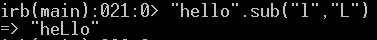 irb(main):021:0> "hello".sub("l","L")
=> "heLlo"